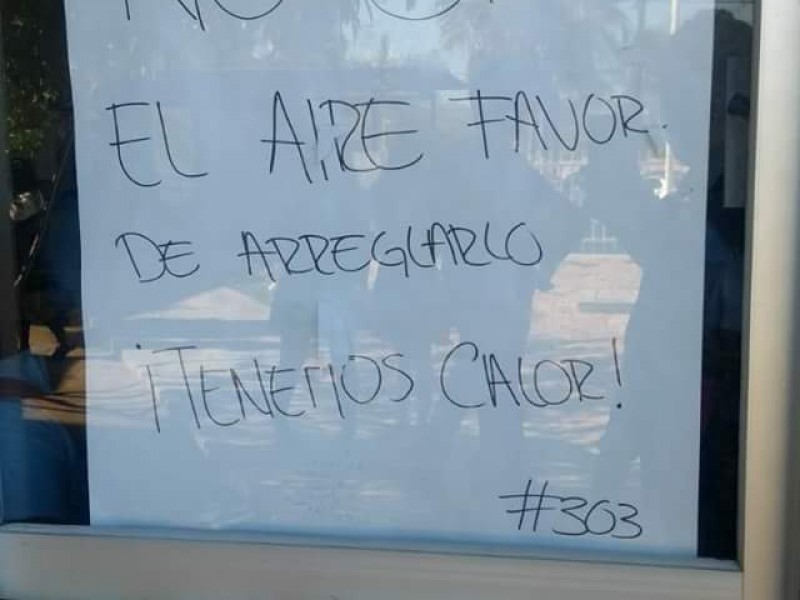 EL AIRE FAVOR.
DE ARREGLARLO
¡TENEMOS CALOR!
#303